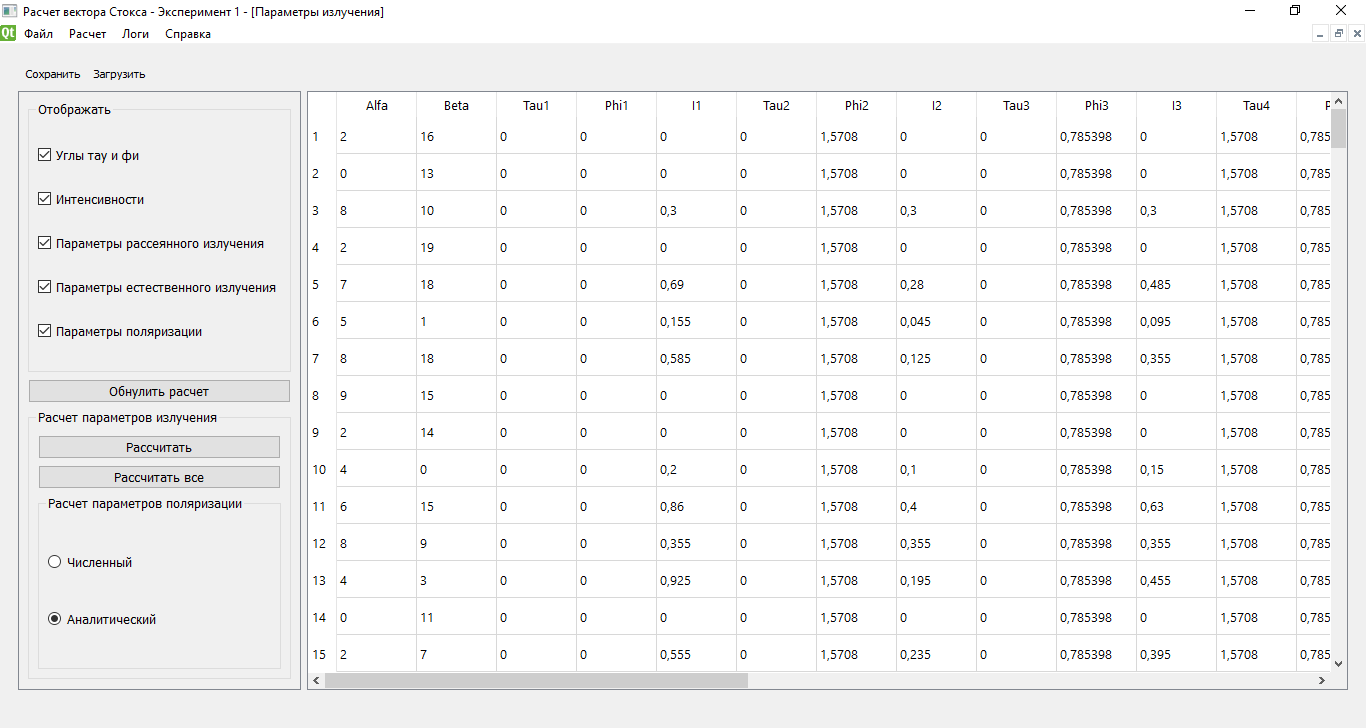 Расчет вектора Стокса - Эксперимент 1 - [Параметры излучения]
Qt Файл Расчет Логи Справка
Сохранить Загрузить
Отображать
Углы тау и фи
Интенсивности
Параметры рассеянного излучения
Параметры естественного излучения
Параметры поляризации
Обнулить расчет
Расчет параметров излучения
Рассчитать
Рассчитать все
Расчет параметров поляризации
Численный
Аналитический
Alfa Beta Tau1 Phi1 I1 Tau2 Phi2 I2 Tau3 Phi3 I3 Tau4
1 2 16 0 0 0 0 1,5708 0 0 0,785398 0 1,5708 0,785
2 0 13 0 0 0 0 1,5708 0 0 0,785398 0 1,5708 0,785
3 8 10 0 0 0,3 0 1,5708 0,3 0 0,785398 0,3 1,5708 0,785
4 2 19 0 0 0 0 1,5708 0 0 0,785398 0 1,5708 0,785
5 7 18 0 0 0,69 0 1,5708 0,28 0 0,785398 0,485 1,5708 0,785
6 5 1 0 0 0,155 0 1,5708 0,045 0 0,785398 0,095 1,5708 0,785
7 8 18 0 0 0,585 0 1,5708 0,125 0 0,785398 0,355 1,5708 0,785
8 9 15 0 0 0 0 1,5708 0 0 0,785398 0 1,5708 0,785
9 2 14 0 0 0 0 1,5708 0 0 0,785398 0 1,5708 0,785
10 4 0 0 0 0,2 0 1,5708 0,1 0 0,785398 0,15 1,5708 0,785
11 6 15 0 0 0,86 0 1,5708 0,4 0 0,785398 0,63 1,5708 0,785
12 8 9 0 0 0,355 0 1,5708 0,355 0 0,785398 0,355 1,5708 0,785
13 4 3 0 0 0,925 0 1,5708 0,195 0 0,785398 0,455 1,5708 0,785
14 0 11 0 0 0 0 1,5708 0 0 0,785398 0 1,5708 0,785
15 2 7 0 0 0,555 0 1,5708 0,235 0 0,785398 0,395 1,5708 0,785